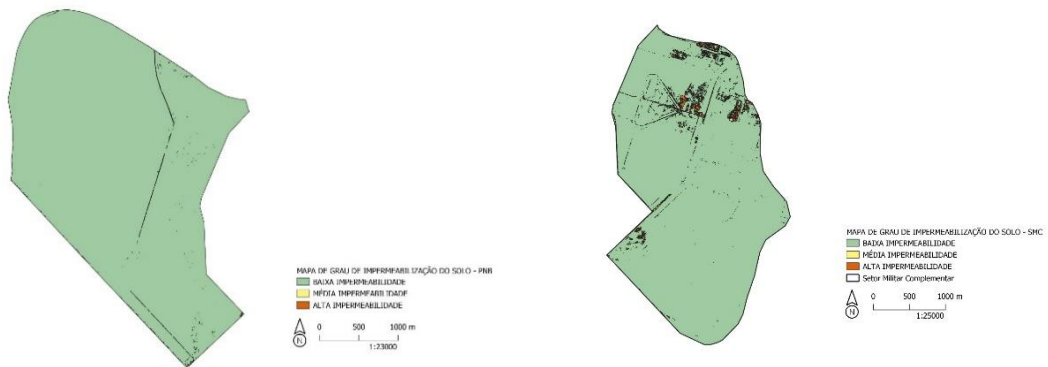 MAPA DE GRAU DE IMPERMEABILIZAÇÃO DO SOLO - PNB
BAIXA IMPERMEABILIDADE
MÉDIA IMPERMEABILIDADE
ALTA IMPERMEABILIDADE
N
0 500 1000 m
1:23000
MAPA DE GRAU DE IMPERMEABILIZAÇÃO DO SOLO - SMC
BAIXA IMPERMEABILIDADE
MÉDIA IMPERMEABILIDADE
ALTA IMPERMEABILIDADE
Setor Militar Complementar
N
0 500 1000 m
1:25000